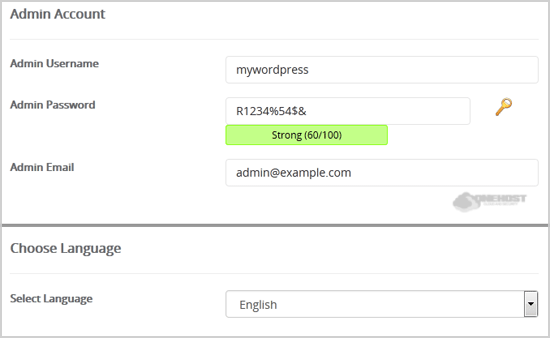 Admin Account
Admin Username
mywordpress
Admin Password
R1234%54$&
Strong (60/100)
Admin Email
admin@example.com
ONEHOST
Choose Language
Select Language
English